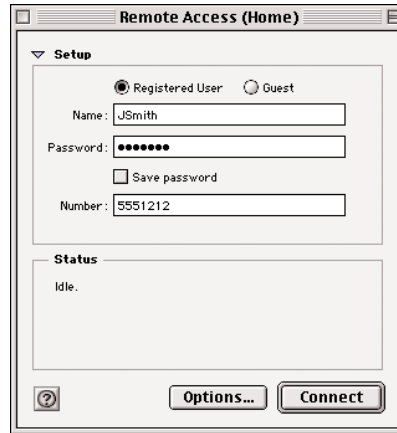 Remote Access (Home)
Setup
Registered User Guest
Name: JSmith
Password: •••••••
Save password
Number: 5551212
Status
Idle.
? Options... Connect